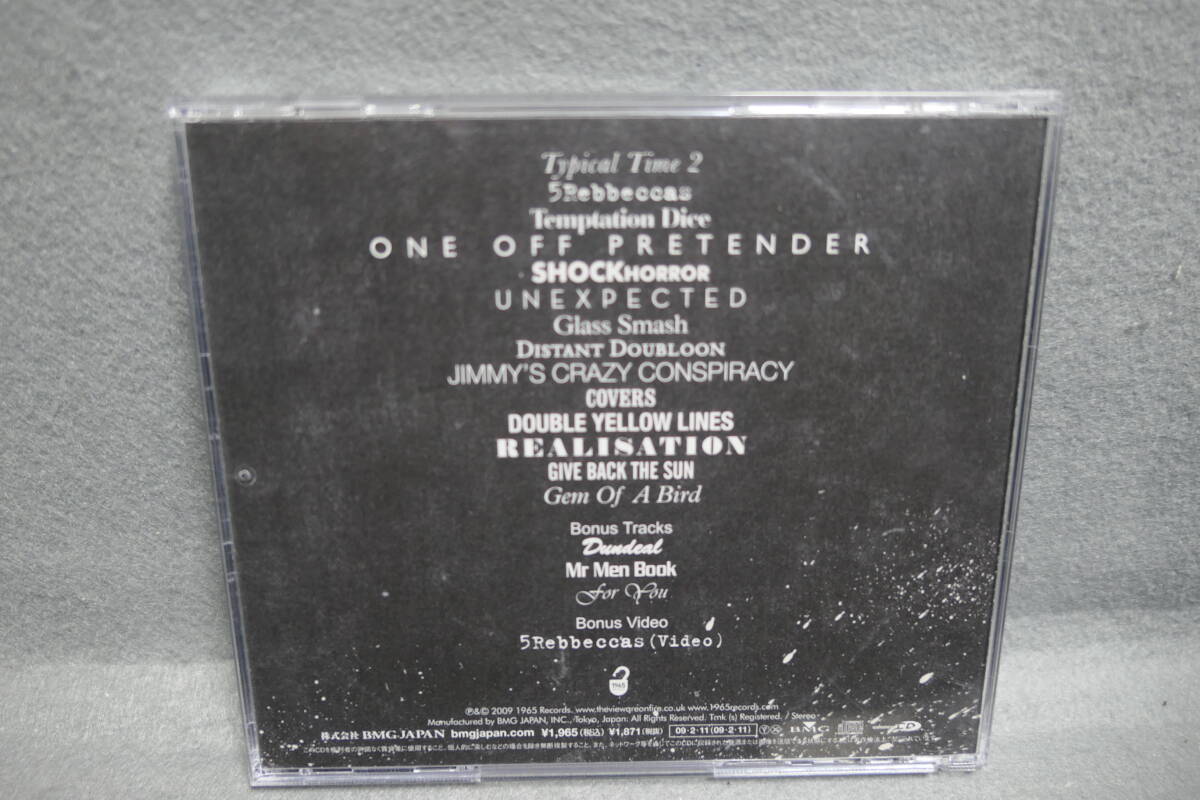 Typical Time 2
5Rebbeccas
Temptation Dice
ONE OFF PRETENDER
SHOCKHORROR
UNEXPECTED
Glass Smash
DISTANT DOUBLOON
JIMMY'S CRAZY CONSPIRACY
COVERS
DOUBLE YELLOW LINES
REALISATION
GIVE BACK THE SUN
Gem Of A Bird
Bonus Tracks
Dundeal
Mr Men Book
For You
Bonus Video
5Rebbeccas (Video)
1965
℗&© 2009 1965 Records. www.theviewareonfire.co.uk www.1965records.com
Manufactured by BMG JAPAN, INC., Tokyo, Japan. All Rights Reserved. Tmk (s) Registered. / Stereo
株式会社 BMG JAPAN bmgjapan.com ¥1,965(税込) ¥1,871(税抜) 09・2・11(09・2・11) Y X BMG